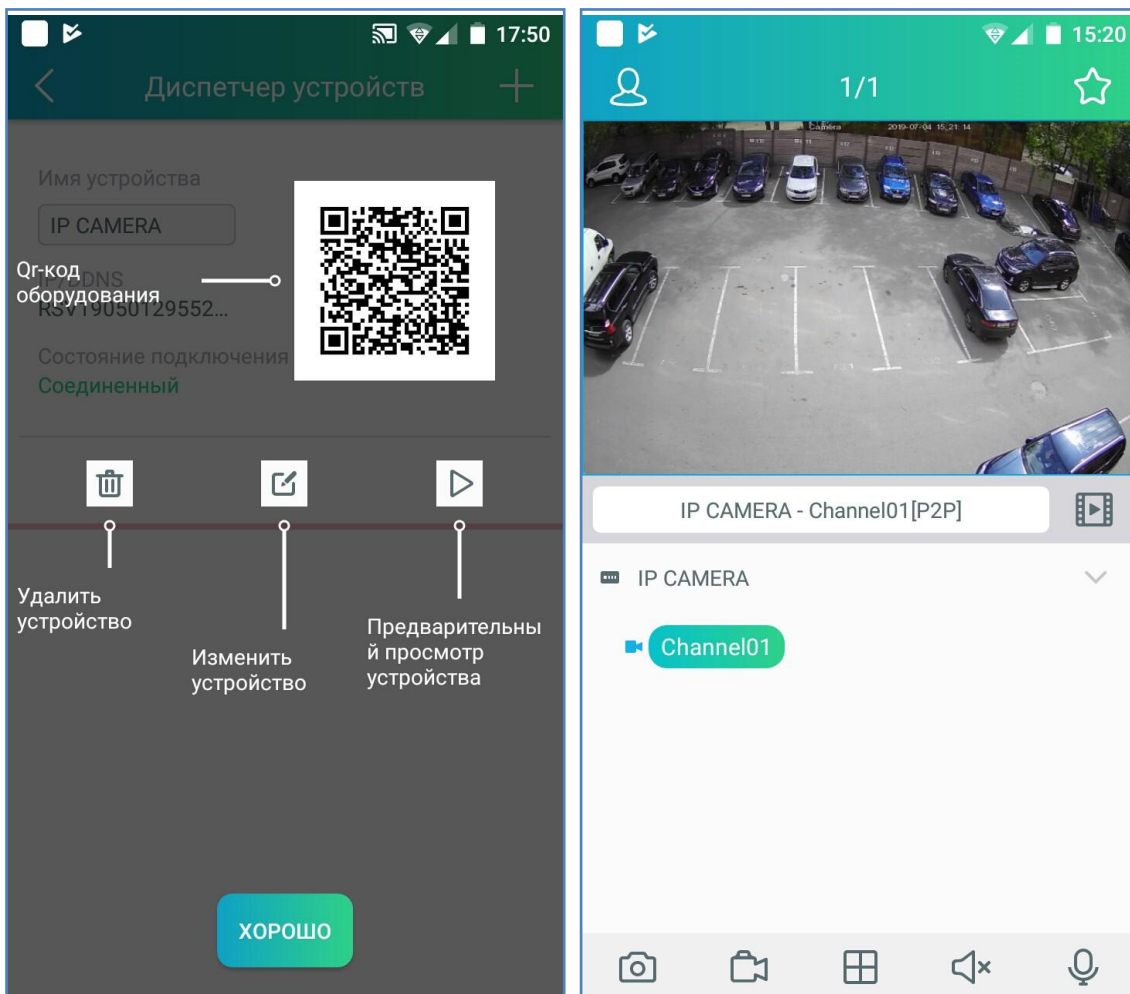 17:50
Диспетчер устройств
Имя устройства
IP CAMERA
Qr-код
оборудования
IP/DDNS
RSV19050129552...
Состояние подключения
Соединенный
Удалить
устройство
Изменить
устройство
Предварительны
й просмотр
устройства
ХОРОШО
15:20
1/1
Camera 2019-07-04 15:21:14
IP CAMERA - Channel01[P2P]
IP CAMERA
Channel01